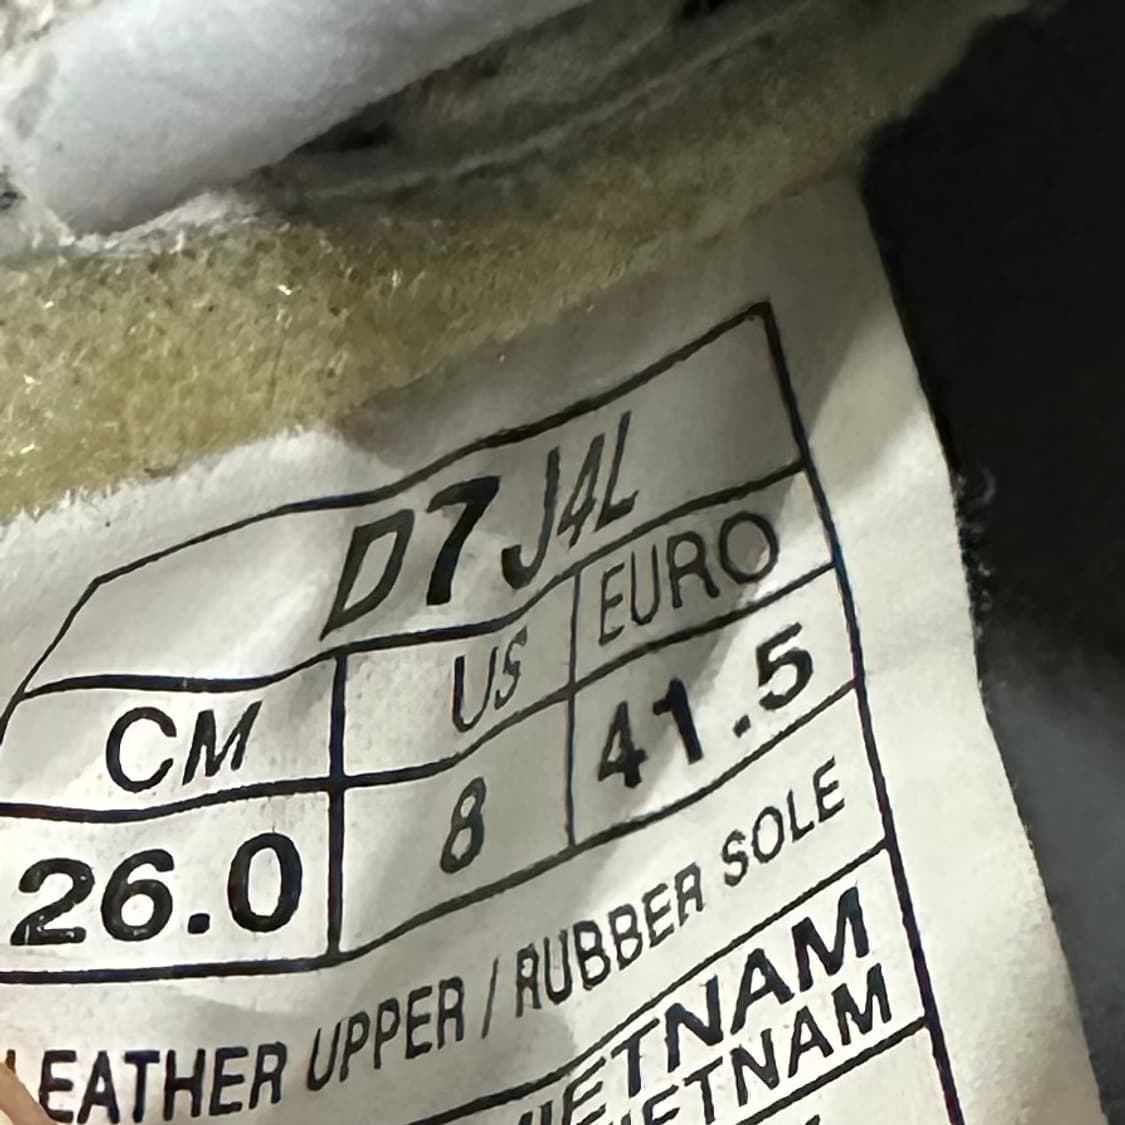 D7J4L
CM US EURO
26.0 8 41.5
LEATHER UPPER / RUBBER SOLE
VIETNAM
VIETNAM